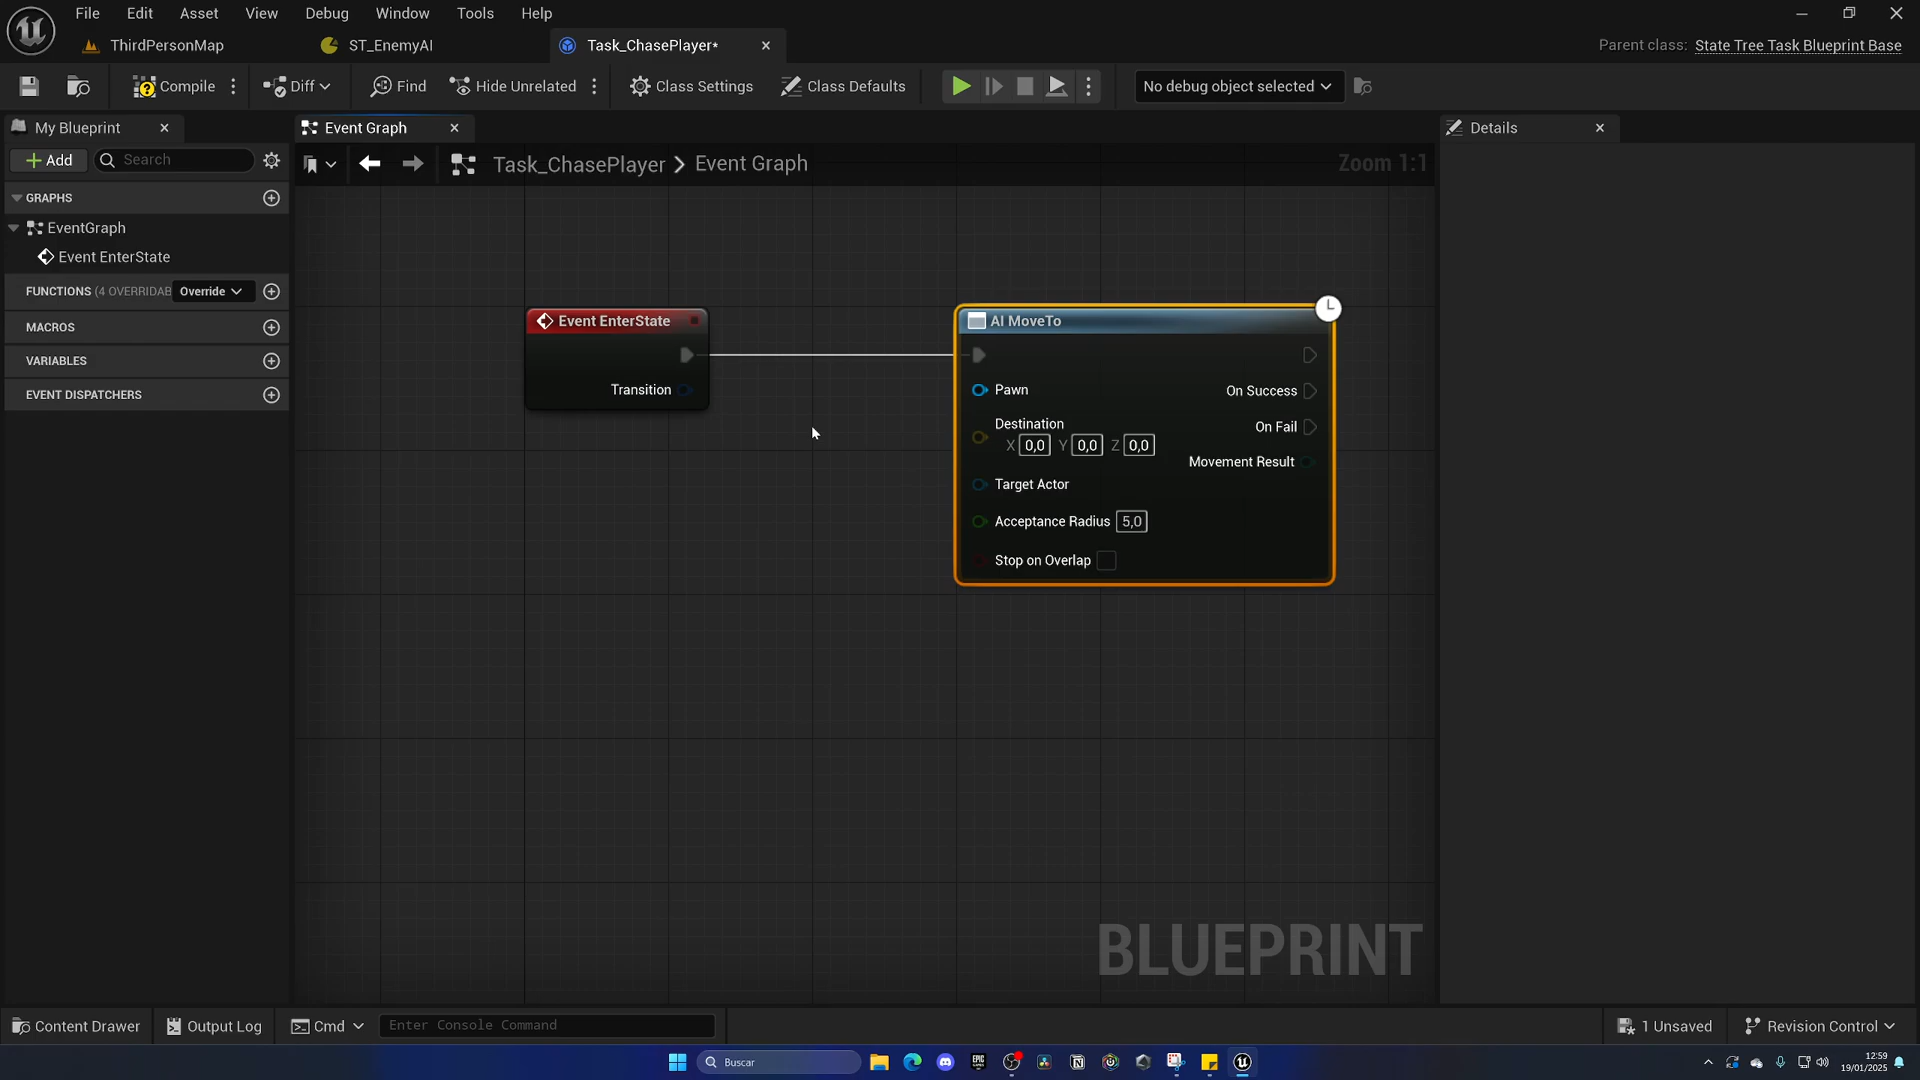 File Edit Asset View Debug Window Tools Help
ThirdPersonMap ST_EnemyAI Task_ChasePlayer* Parent class: State Tree Task Blueprint Base
Compile Diff Find Hide Unrelated Class Settings Class Defaults No debug object selected
My Blueprint Event Graph Details
Add Search Task_ChasePlayer > Event Graph Zoom 1:1
GRAPHS
EventGraph
Event EnterState
FUNCTIONS (4 OVERRIDAB Override
MACROS
VARIABLES
EVENT DISPATCHERS
Event EnterState
Transition
AI MoveTo
Pawn On Success
Destination On Fail
X 0,0 Y 0,0 Z 0,0
Movement Result
Target Actor
Acceptance Radius 5,0
Stop on Overlap
BLUEPRINT
Content Drawer Output Log Cmd Enter Console Command 1 Unsaved Revision Control
Buscar
EPIC GAMES
12:59
19/01/2025